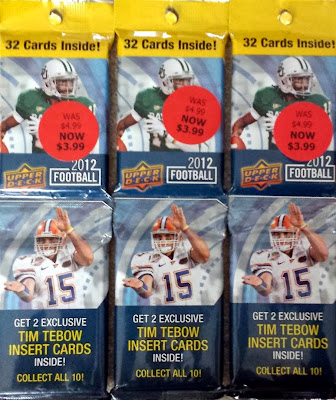 32 Cards Inside!
32 Cards Inside!
32 Cards Inside!
WAS
$4.99
NOW
$3.99
WAS
$4.99
NOW
$3.99
WAS
$4.99
NOW
$3.99
UPPER DECK
2012
FOOTBALL
UPPER DECK
2012
FOOTBALL
UPPER DECK
2012
FOOTBALL
15
15
15
GET 2 EXCLUSIVE
TIM TEBOW
INSERT CARDS
INSIDE!
COLLECT ALL 10!
GET 2 EXCLUSIVE
TIM TEBOW
INSERT CARDS
INSIDE!
COLLECT ALL 10!
GET 2 EXCLUSIVE
TIM TEBOW
INSERT CARDS
INSIDE!
COLLECT ALL 10!